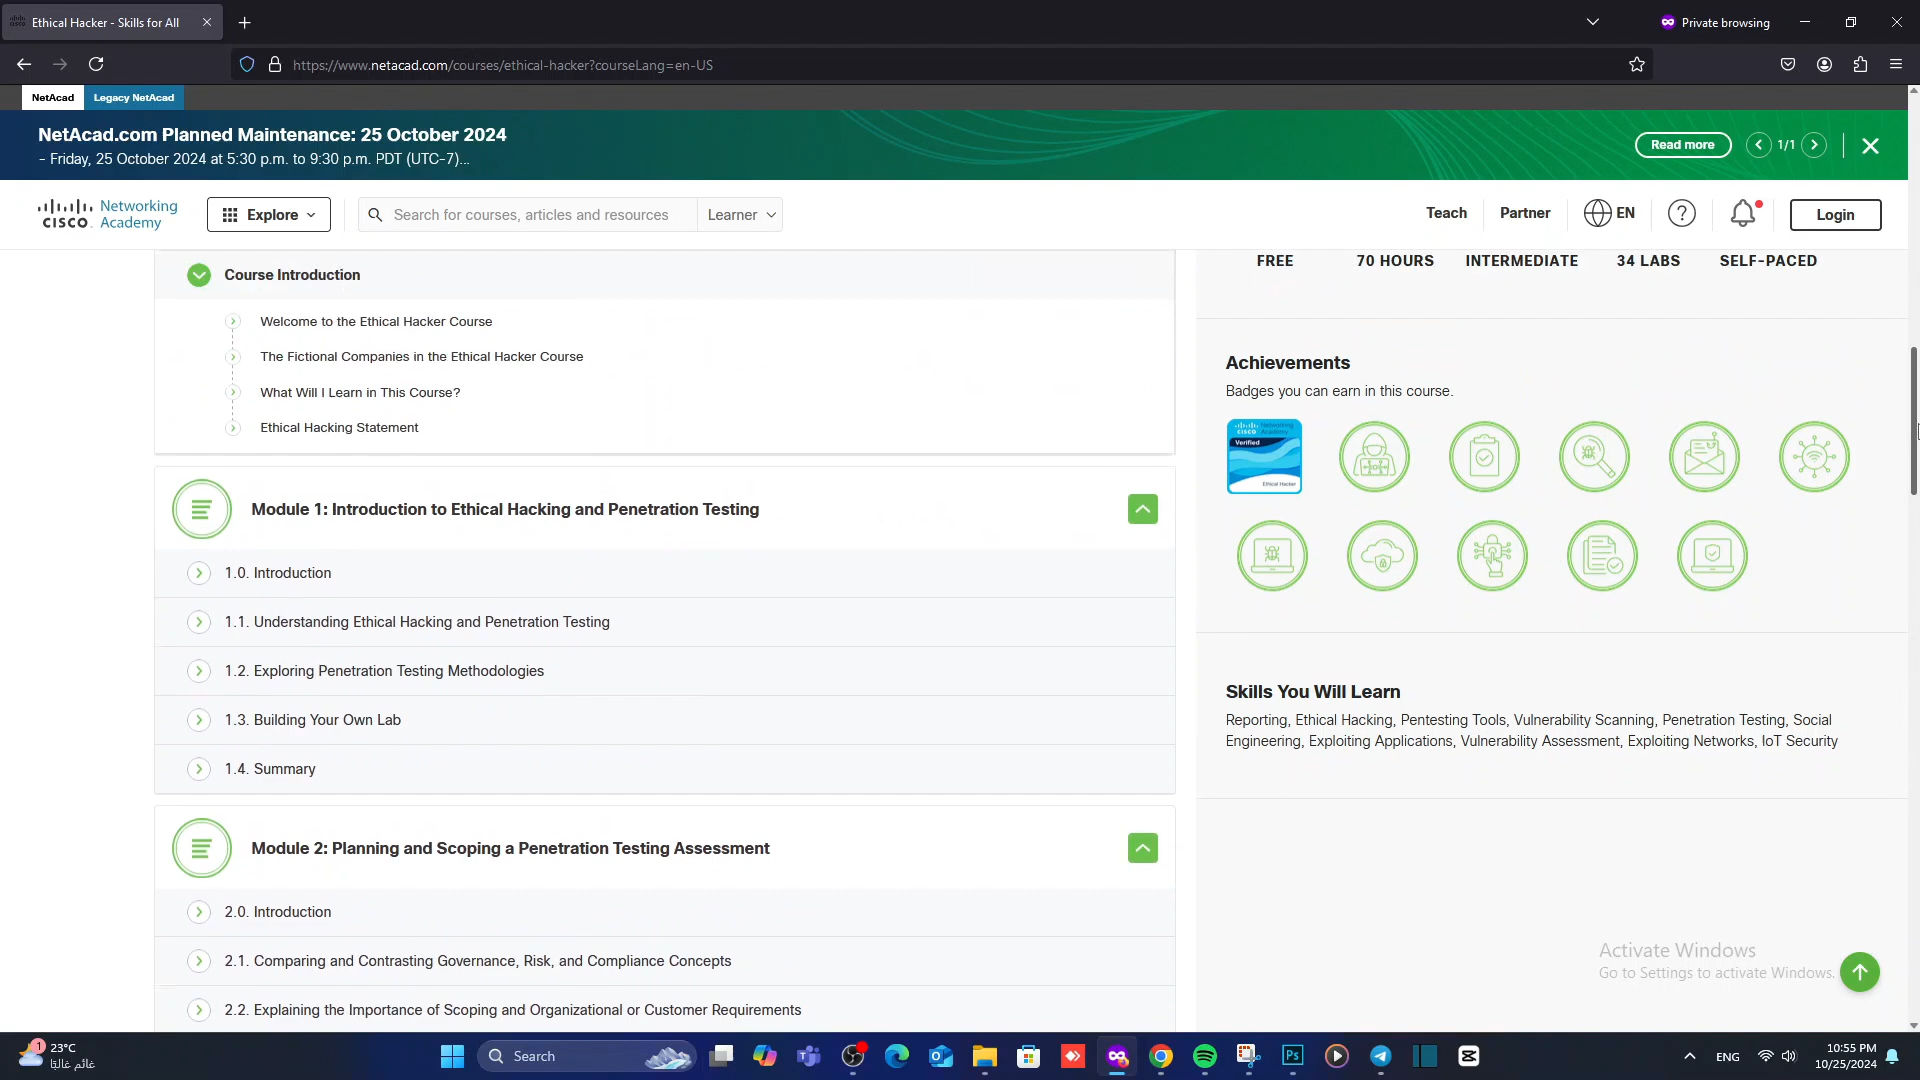 Ethical Hacker - Skills for All
Private browsing
https://www.netacad.com/courses/ethical-hacker?courseLang=en-US
NetAcad
Legacy NetAcad
NetAcad.com Planned Maintenance: 25 October 2024
- Friday, 25 October 2024 at 5:30 p.m. to 9:30 p.m. PDT (UTC-7)...
Read more
1/1
CISCO Networking Academy
Explore
Search for courses, articles and resources
Learner
Teach
Partner
EN
Login
Course Introduction
Welcome to the Ethical Hacker Course
The Fictional Companies in the Ethical Hacker Course
What Will I Learn in This Course?
Ethical Hacking Statement
Module 1: Introduction to Ethical Hacking and Penetration Testing
1.0. Introduction
1.1. Understanding Ethical Hacking and Penetration Testing
1.2. Exploring Penetration Testing Methodologies
1.3. Building Your Own Lab
1.4. Summary
Module 2: Planning and Scoping a Penetration Testing Assessment
2.0. Introduction
2.1. Comparing and Contrasting Governance, Risk, and Compliance Concepts
2.2. Explaining the Importance of Scoping and Organizational or Customer Requirements
FREE
70 HOURS
INTERMEDIATE
34 LABS
SELF-PACED
Achievements
Badges you can earn in this course.
CISCO Networking Academy
Verified
Ethical Hacker
Skills You Will Learn
Reporting, Ethical Hacking, Pentesting Tools, Vulnerability Scanning, Penetration Testing, Social
Engineering, Exploiting Applications, Vulnerability Assessment, Exploiting Networks, IoT Security
Activate Windows
Go to Settings to activate Windows.
1
23°C
غائم غالبًا
Search
Ps
ENG
10:55 PM
10/25/2024